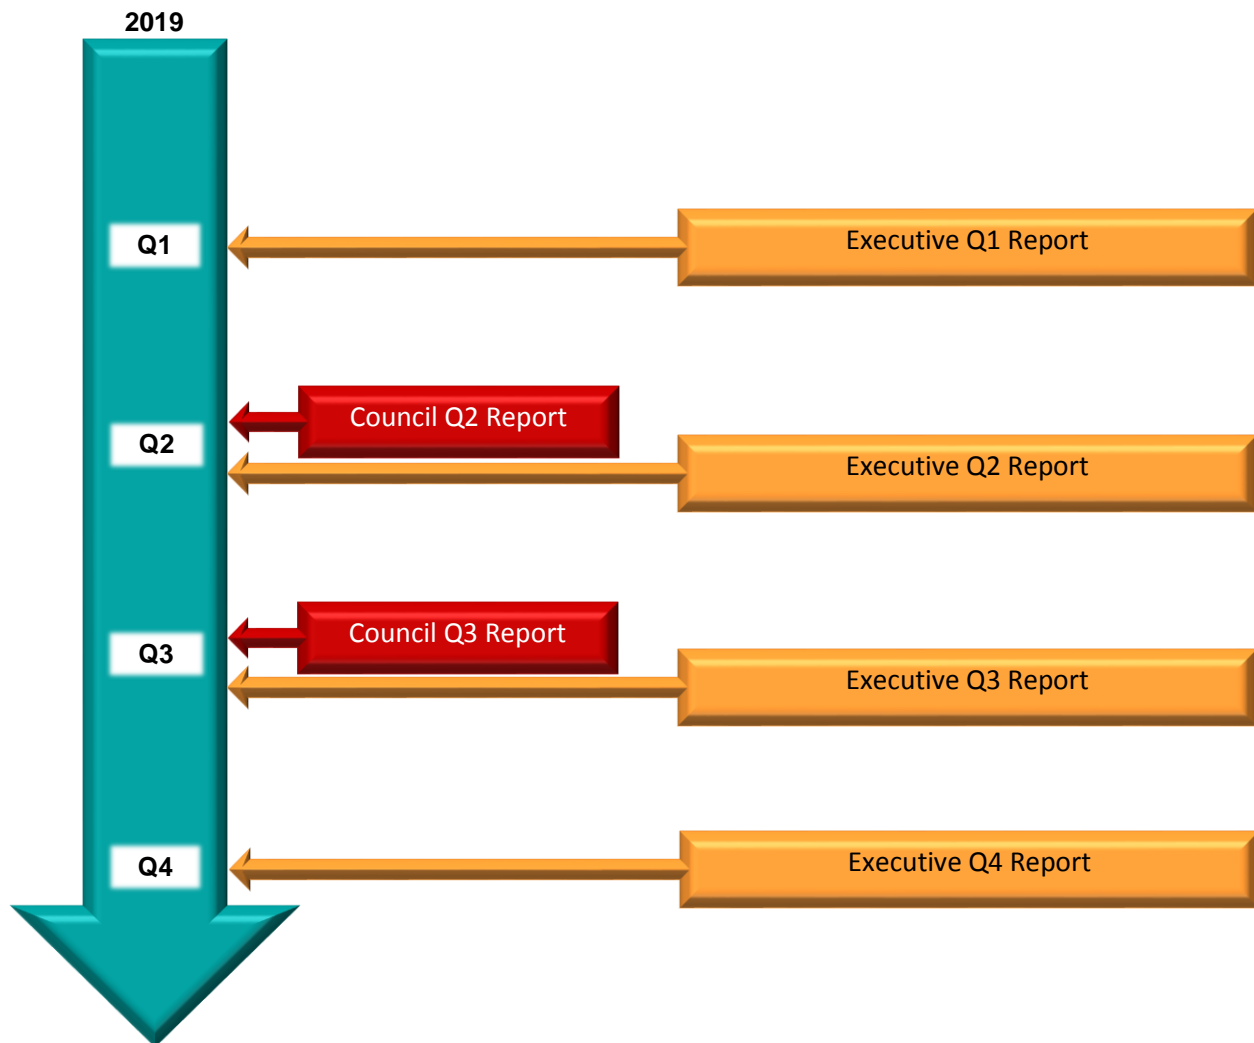 2019
Q1
Executive Q1 Report
Council Q2 Report
Q2
Executive Q2 Report
Council Q3 Report
Q3
Executive Q3 Report
Q4
Executive Q4 Report